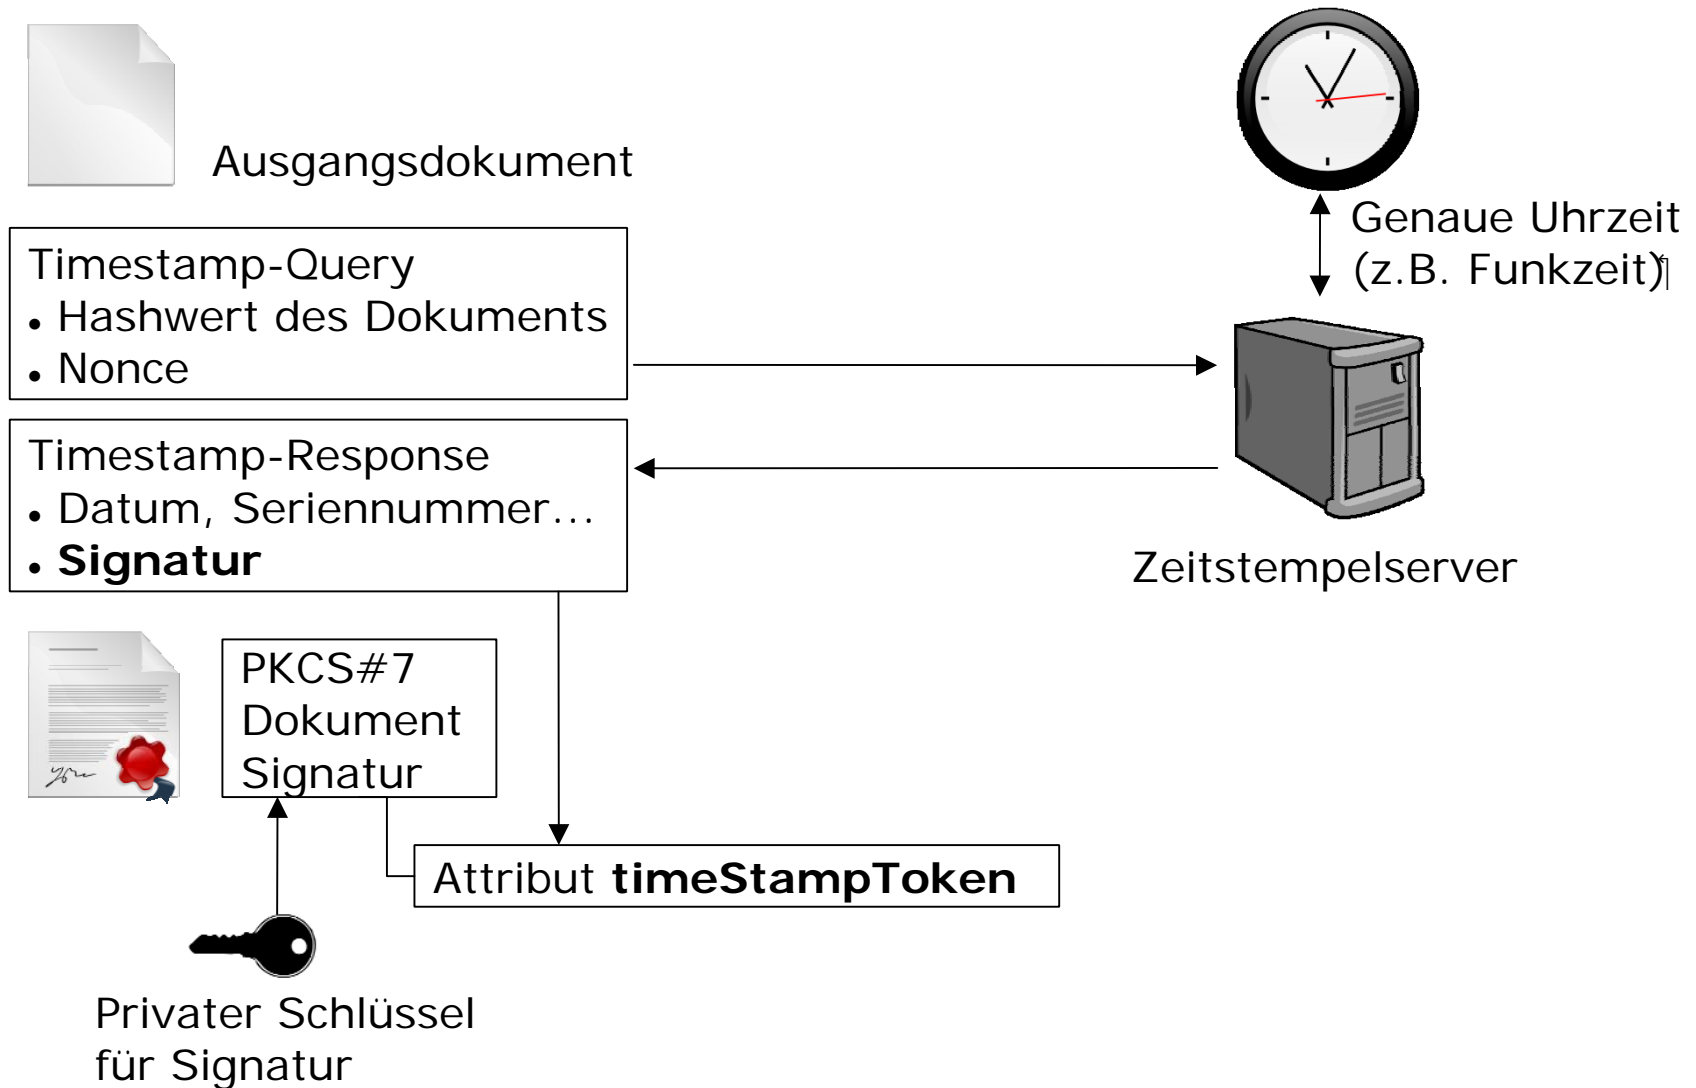 Ausgangsdokument
Genaue Uhrzeit
(z.B. Funkzeit)
Timestamp-Query
• Hashwert des Dokuments
• Nonce
Timestamp-Response
• Datum, Seriennummer...
• Signatur
Zeitstempelserver
PKCS#7
Dokument
Signatur
Attribut timeStampToken
Privater Schlüssel
für Signatur